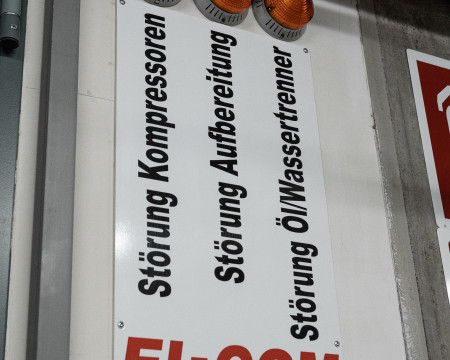 Störung Kompressoren
Störung Aufbereitung
Störung Öl/Wassertrenner